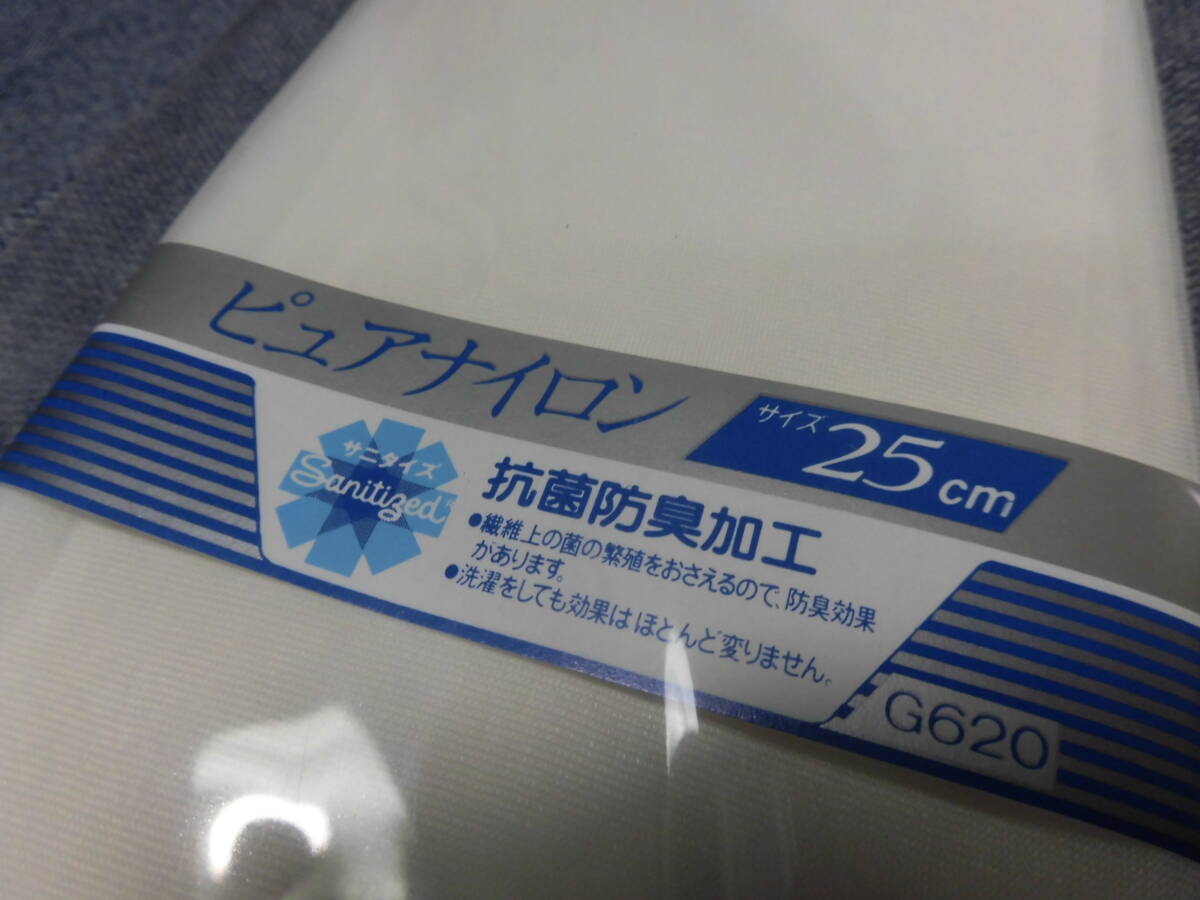 ピュアナイロン
サイズ 25cm
サニタイズ
Sanitized
抗菌防臭加工
●繊維上の菌の繁殖をおさえるので、防臭効果
があります。
●洗濯をしても効果はほとんど変りません。
G620